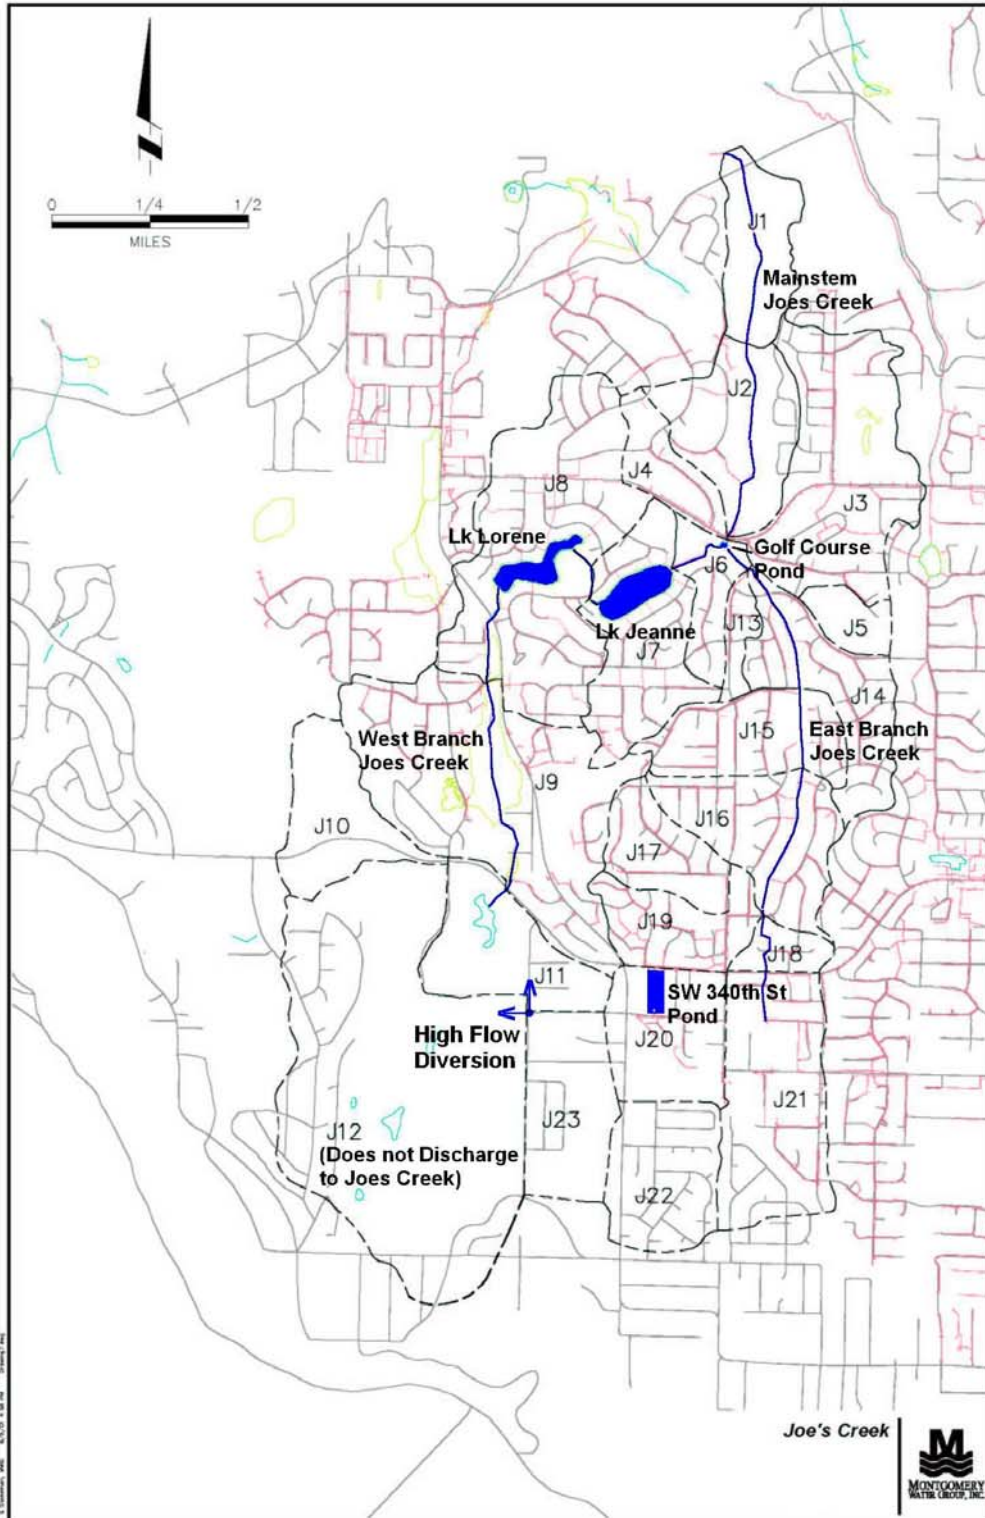 0 1/4 1/2
MILES
J1
Mainstem
Joes Creek
J2
J4
J8
J3
Lk Lorene
Golf Course
Pond
J6
J5
J13
Lk Jeanne
J7
J14
West Branch
Joes Creek
J15
East Branch
Joes Creek
J9
J10
J16
J17
J19
J18
J11
SW 340th St
Pond
High Flow
Diversion
J20
J21
J23
J12
(Does not Discharge
to Joes Creek)
J22
Joe's Creek
M
MONTGOMERY
WATER GROUP, INC.